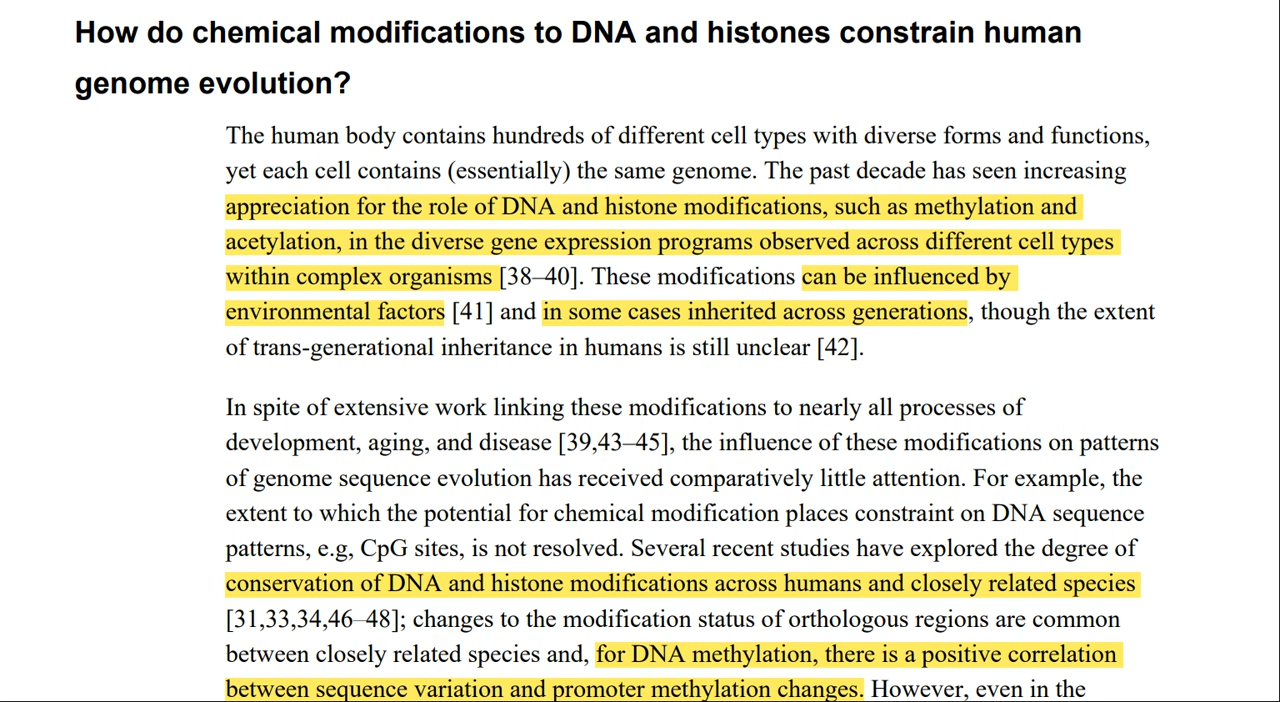 How do chemical modifications to DNA and histones constrain human
genome evolution?
The human body contains hundreds of different cell types with diverse forms and functions,
yet each cell contains (essentially) the same genome. The past decade has seen increasing
appreciation for the role of DNA and histone modifications, such as methylation and
acetylation, in the diverse gene expression programs observed across different cell types
within complex organisms [38–40]. These modifications can be influenced by
environmental factors [41] and in some cases inherited across generations, though the extent
of trans-generational inheritance in humans is still unclear [42].
In spite of extensive work linking these modifications to nearly all processes of
development, aging, and disease [39,43–45], the influence of these modifications on patterns
of genome sequence evolution has received comparatively little attention. For example, the
extent to which the potential for chemical modification places constraint on DNA sequence
patterns, e.g, CpG sites, is not resolved. Several recent studies have explored the degree of
conservation of DNA and histone modifications across humans and closely related species
[31,33,34,46–48]; changes to the modification status of orthologous regions are common
between closely related species and, for DNA methylation, there is a positive correlation
between sequence variation and promoter methylation changes. However, even in the